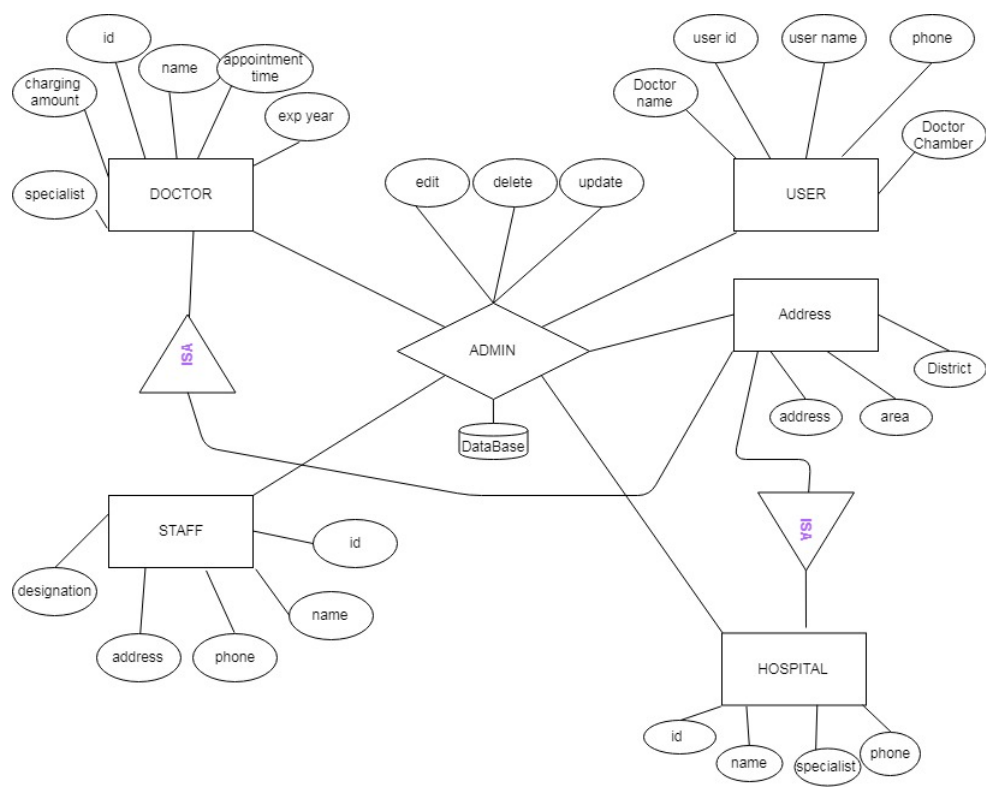 id
user id
user name
phone
name
appointment
time
charging
amount
Doctor
name
exp year
Doctor
Chamber
edit
delete
update
specialist
DOCTOR
USER
Address
ISA
ADMIN
District
address
area
DataBase
STAFF
id
ISA
designation
name
address
phone
HOSPITAL
id
name
specialist
phone